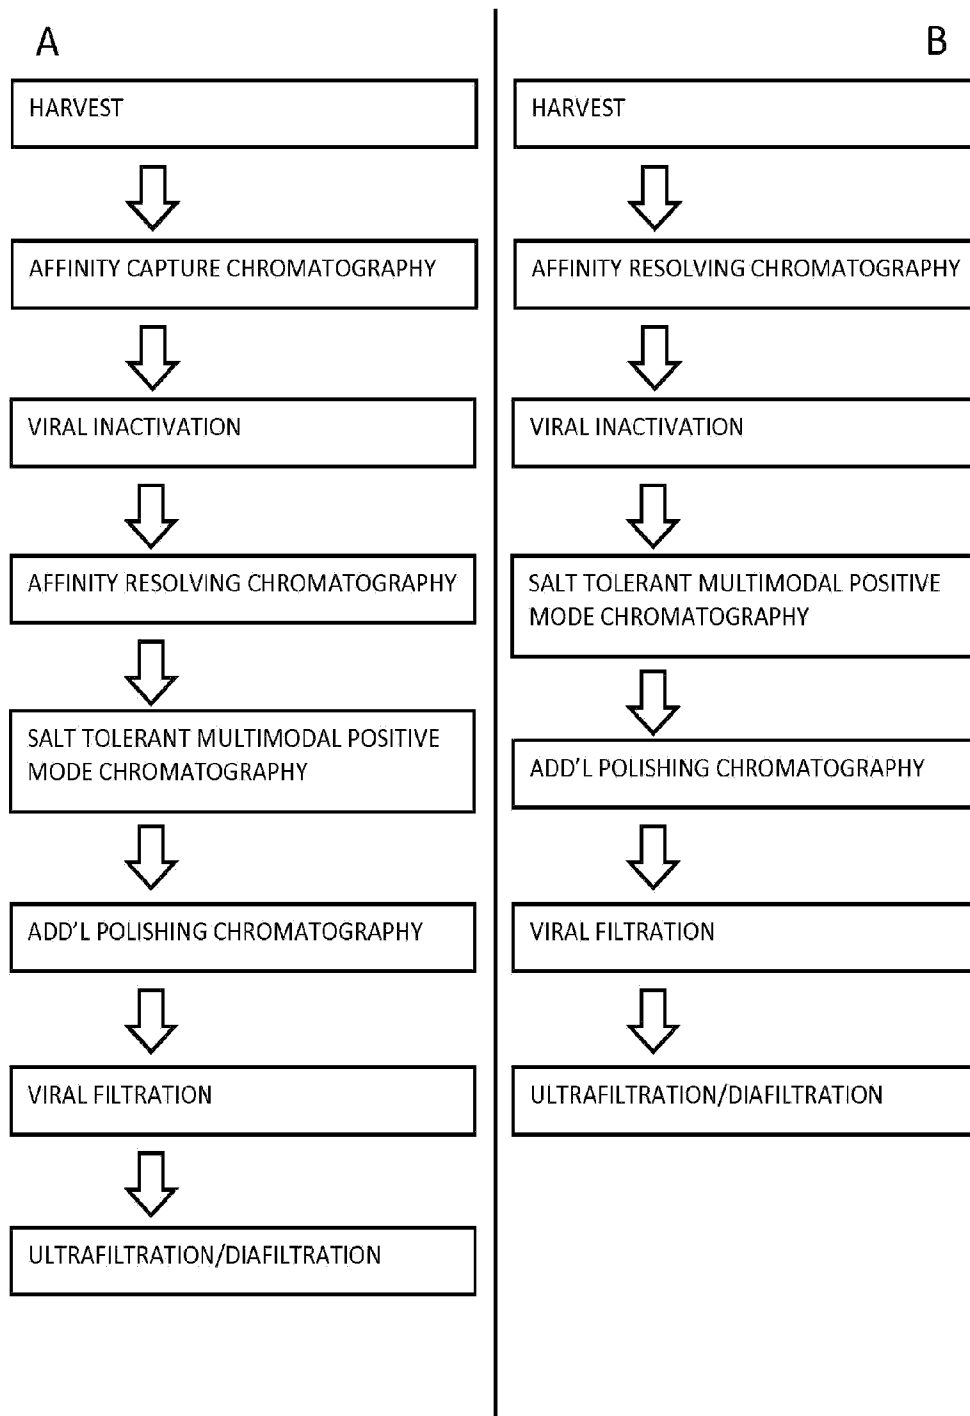 A
HARVEST
AFFINITY CAPTURE CHROMATOGRAPHY
VIRAL INACTIVATION
AFFINITY RESOLVING CHROMATOGRAPHY
SALT TOLERANT MULTIMODAL POSITIVE
MODE CHROMATOGRAPHY
ADD'L POLISHING CHROMATOGRAPHY
VIRAL FILTRATION
ULTRAFILTRATION/DIAFILTRATION
B
HARVEST
AFFINITY RESOLVING CHROMATOGRAPHY
VIRAL INACTIVATION
SALT TOLERANT MULTIMODAL POSITIVE
MODE CHROMATOGRAPHY
ADD'L POLISHING CHROMATOGRAPHY
VIRAL FILTRATION
ULTRAFILTRATION/DIAFILTRATION